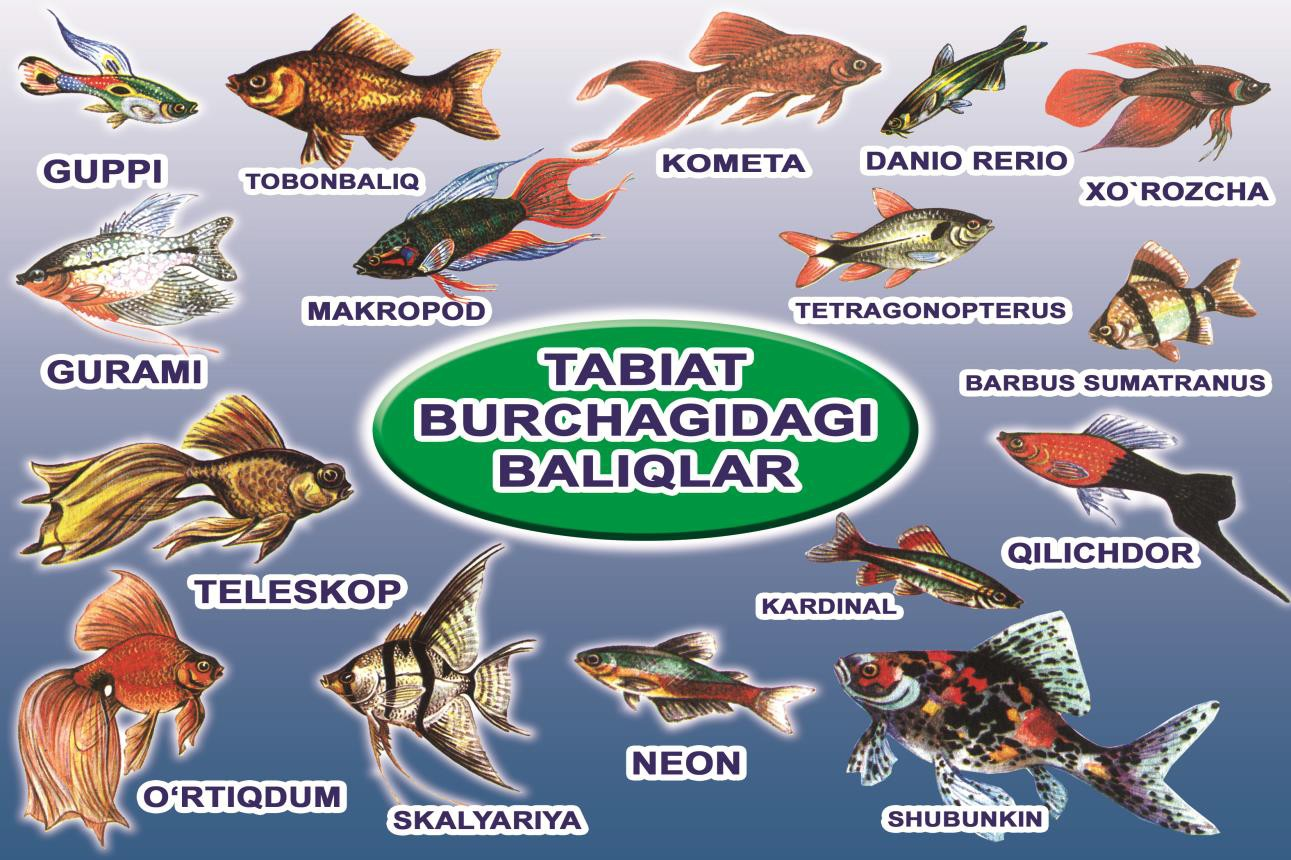 GUPPI
TOBONBALIQ
KOMETA
DANIO RERIO
XO`ROZCHA
GURAMI
MAKROPOD
TETRAGONOPTERUS
BARBUS SUMATRANUS
TABIAT
BURCHAGIDAGI
BALIQLAR
TELESKOP
KARDINAL
QILICHDOR
O‘RTIQDUM
SKALYARIYA
NEON
SHUBUNKIN